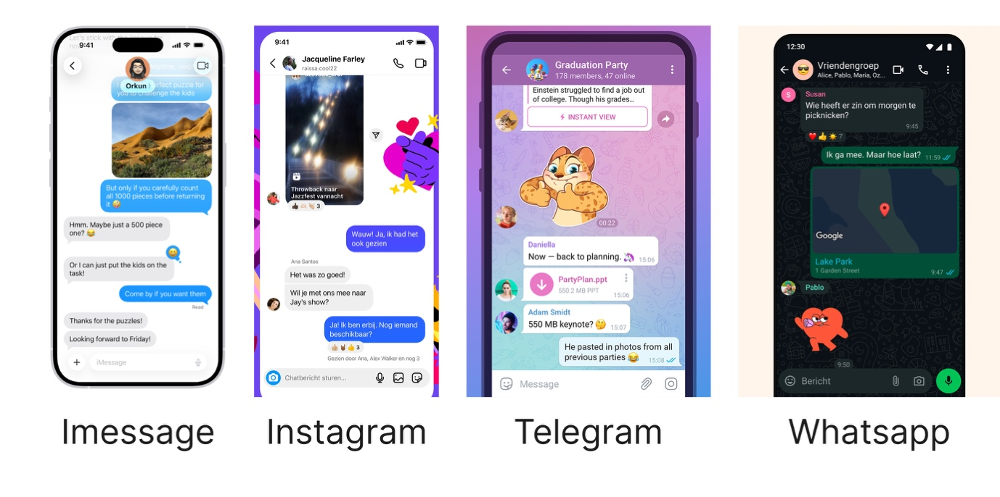 Let's stick with
9:41
Orkun
perfect puzzle for
you to challenge the kids
But only if you carefully count
all 1000 pieces before returning
it 🤪
Hmm. Maybe just a 500 piece
one? 😂
Or I can just put the kids on the
task!
Come by if you want them
Read
Thanks for the puzzles!
Looking forward to Friday!
iMessage
Imessage
9:41
Jacqueline Farley
raissa.cool22
Throwback naar
Jazzfest vannacht
3
Wauw! Ja, ik had het
ook gezien
Ana Santos
Het was zo goed!
Wil je met ons mee naar
Jay's show?
Ja! Ik ben erbij. Nog iemand
beschikbaar?
3
Gezien door Ana, Alex Walker en nog 3
Chatbericht sturen...
Instagram
Graduation Party
178 members, 47 online
Einstein struggled to find a job out
of college. Though his grades...
INSTANT VIEW
00:22
Daniella
Now — back to planning. 🦄 15:06
PartyPlan.ppt
550.2 MB PPT
15:06
Adam Smidt
550 MB keynote? 🤔 15:07
He pasted in photos from all
previous parties 😂 15:08
Message
Telegram
12:30
Vriendengroep
Alice, Pablo, Maria, Oz...
S
Susan
Wie heeft er zin om morgen te
picknicken?
9:45
❤️👍☀️ 7
Ik ga mee. Maar hoe laat? 11:59
Google
Lake Park
1 Garden Street
9:47
Pablo
9:50
Bericht
Whatsapp